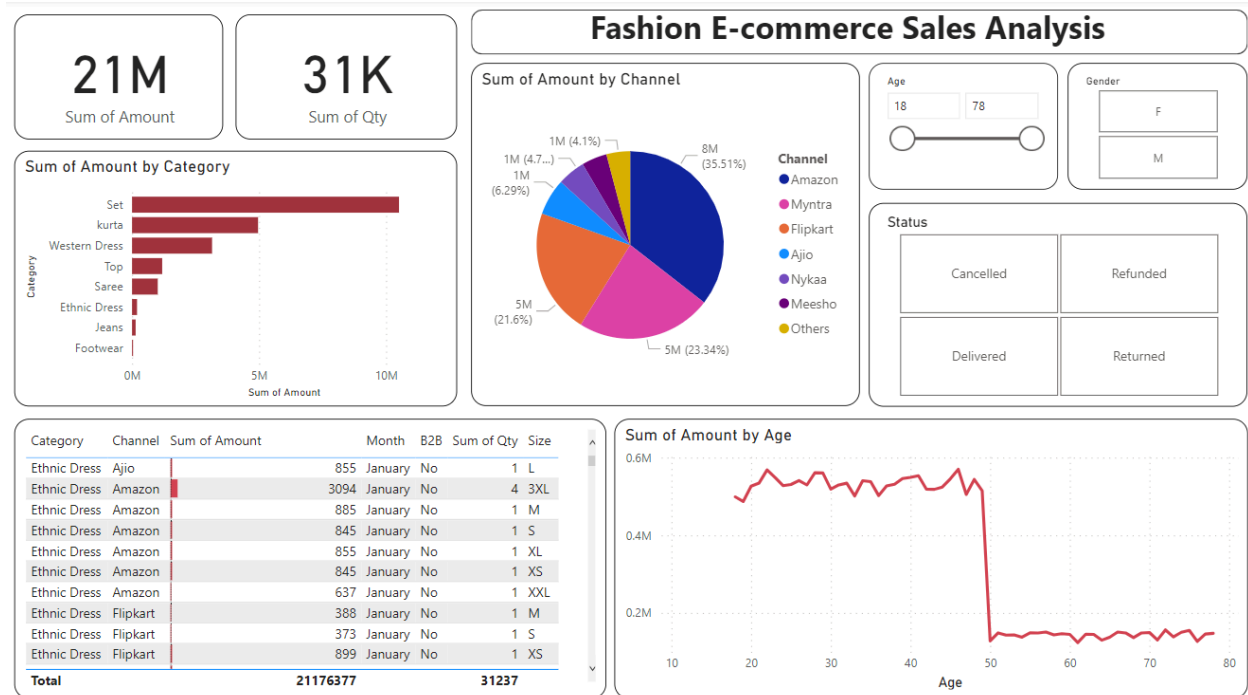 Fashion E-commerce Sales Analysis
21M
Sum of Amount
31K
Sum of Qty
Sum of Amount by Category
Category
Set
kurta
Western Dress
Top
Saree
Ethnic Dress
Jeans
Footwear
0M 5M 10M
Sum of Amount
Sum of Amount by Channel
8M
(35.51%)
5M (23.34%)
5M
(21.6%)
1M
(6.29%)
1M (4.7...)
1M (4.1%)
Channel
Amazon
Myntra
Flipkart
Ajio
Nykaa
Meesho
Others
Age
18 78
Gender
F
M
Status
Cancelled Refunded
Delivered Returned
Category Channel Sum of Amount Month B2B Sum of Qty Size
Ethnic Dress Ajio 855 January No 1 L
Ethnic Dress Amazon 3094 January No 4 3XL
Ethnic Dress Amazon 885 January No 1 M
Ethnic Dress Amazon 845 January No 1 S
Ethnic Dress Amazon 855 January No 1 XL
Ethnic Dress Amazon 845 January No 1 XS
Ethnic Dress Amazon 637 January No 1 XXL
Ethnic Dress Flipkart 388 January No 1 M
Ethnic Dress Flipkart 373 January No 1 S
Ethnic Dress Flipkart 899 January No 1 XS
Total 21176377 31237
Sum of Amount by Age
0.6M
0.4M
0.2M
10 20 30 40 50 60 70 80
Age